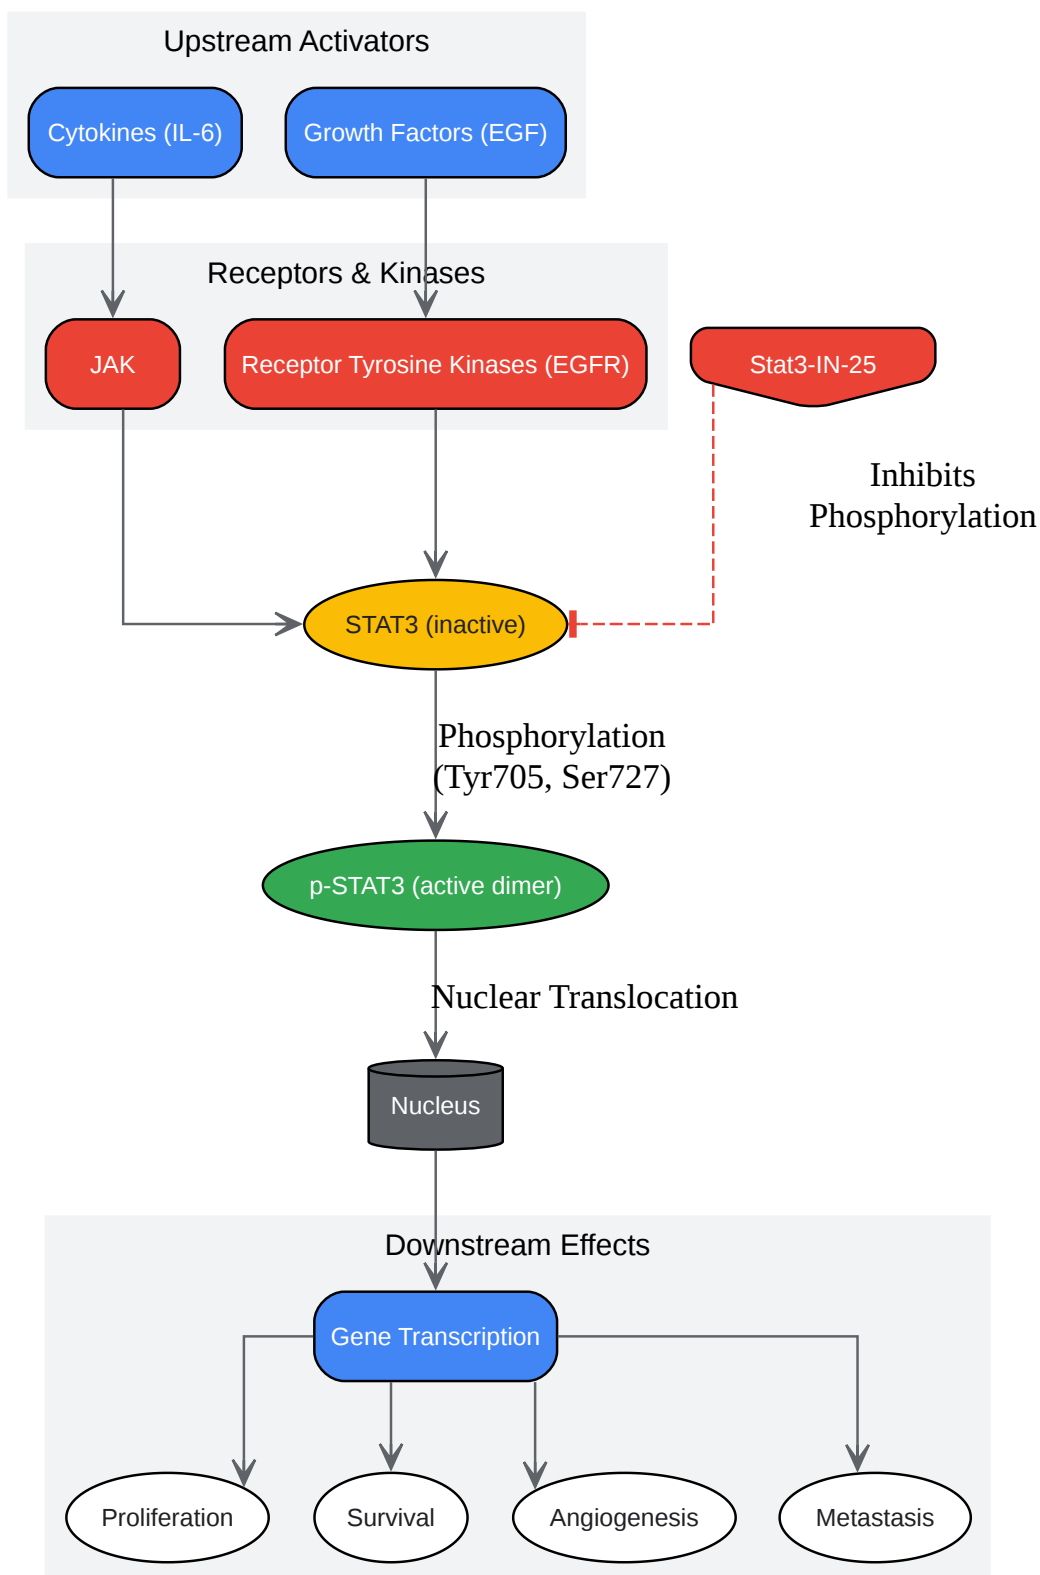 Upstream Activators
Cytokines (IL-6)
Growth Factors (EGF)
Receptors & Kinases
JAK
Receptor Tyrosine Kinases (EGFR)
Stat3-IN-25
Inhibits
Phosphorylation
STAT3 (inactive)
Phosphorylation
(Tyr705, Ser727)
p-STAT3 (active dimer)
Nuclear Translocation
Nucleus
Downstream Effects
Gene Transcription
Proliferation
Survival
Angiogenesis
Metastasis